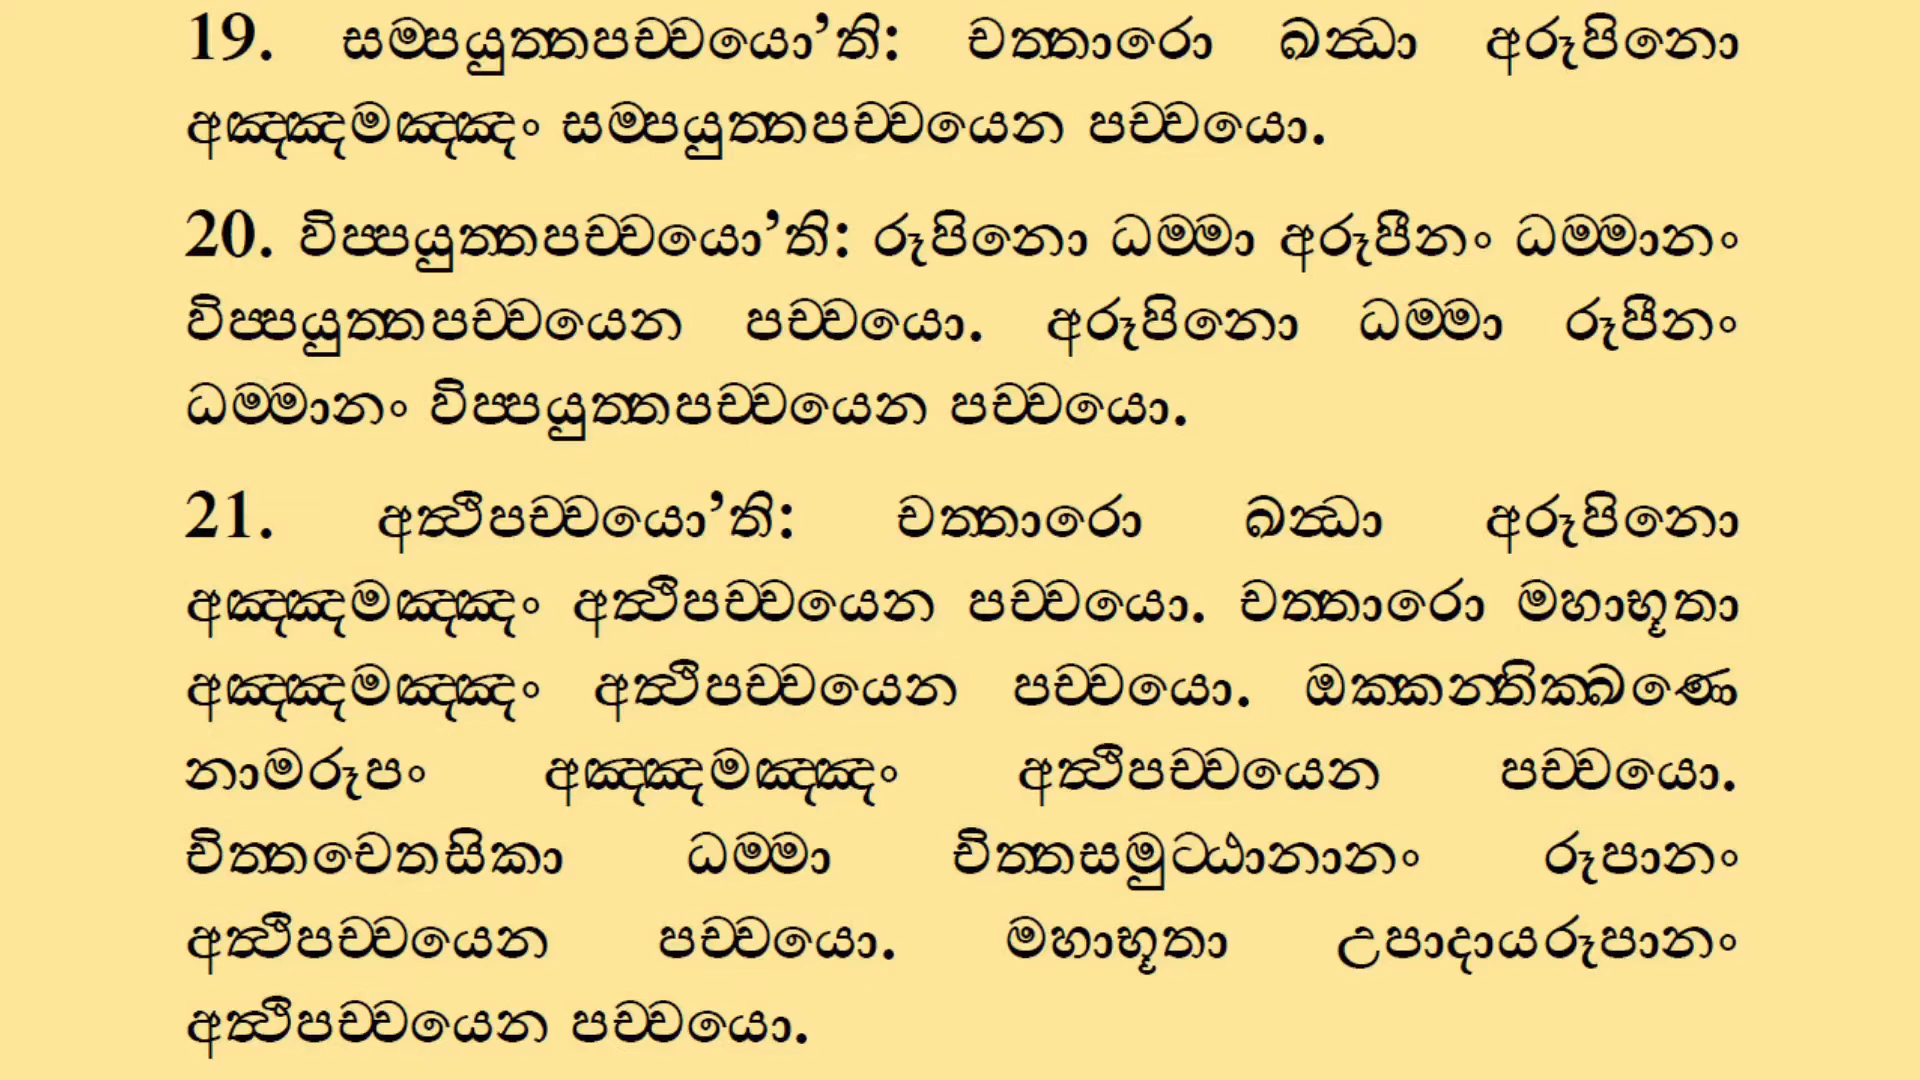 19. සම්පයුත්තපච්චයො’ති: චත්තාරො ඛන්ධා අරූපිනො
අඤ්ඤමඤ්ඤං සම්පයුත්තපච්චයෙන පච්චයො.
20. විප්පයුත්තපච්චයො’ති: රූපිනො ධම්මා අරූපීනං ධම්මානං
විප්පයුත්තපච්චයෙන පච්චයො. අරූපිනො ධම්මා රූපීනං
ධම්මානං විප්පයුත්තපච්චයෙන පච්චයො.
21. අත්ථිපච්චයො’ති: චත්තාරො ඛන්ධා අරූපිනො
අඤ්ඤමඤ්ඤං අත්ථිපච්චයෙන පච්චයො. චත්තාරො මහාභූතා
අඤ්ඤමඤ්ඤං අත්ථිපච්චයෙන පච්චයො. ඔක්කන්තික්ඛණෙ
නාමරූපං අඤ්ඤමඤ්ඤං අත්ථිපච්චයෙන පච්චයො.
චිත්තචෙතසිකා ධම්මා චිත්තසමුට්ඨානානං රූපානං
අත්ථිපච්චයෙන පච්චයො. මහාභූතා උපාදායරූපානං
අත්ථිපච්චයෙන පච්චයො.